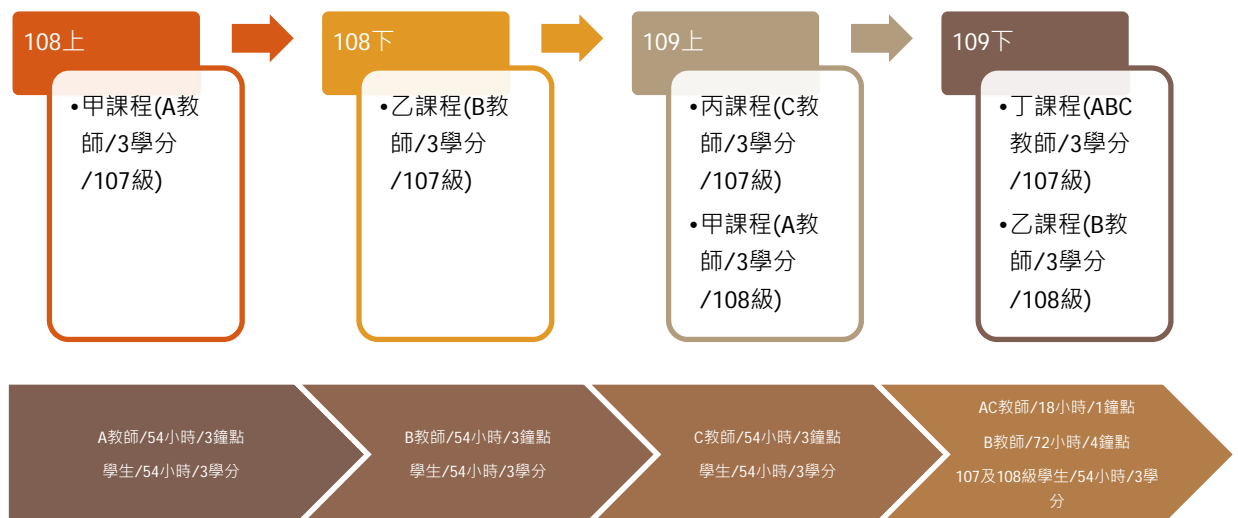 108上
•甲課程(A教
師/3學分
/107級)
108下
•乙課程(B教
師/3學分
/107級)
109上
•丙課程(C教
師/3學分
/107級)
•甲課程(A教
師/3學分
/108級)
109下
•丁課程(ABC
教師/3學分
/107級)
•乙課程(B教
師/3學分
/108級)
A教師/54小時/3鐘點
學生/54小時/3學分
B教師/54小時/3鐘點
學生/54小時/3學分
C教師/54小時/3鐘點
學生/54小時/3學分
AC教師/18小時/1鐘點
B教師/72小時/4鐘點
107及108級學生/54小時/3學
分